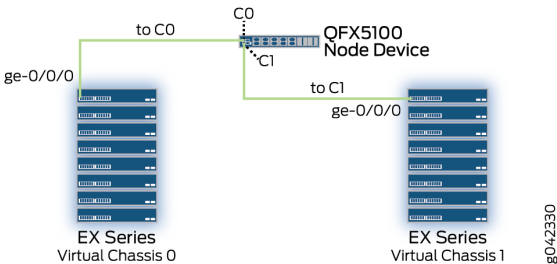 C0
to C0
QFX5100
Node Device
C1
ge-0/0/0
to C1
ge-0/0/0
EX Series
Virtual Chassis 0
EX Series
Virtual Chassis 1
g042330